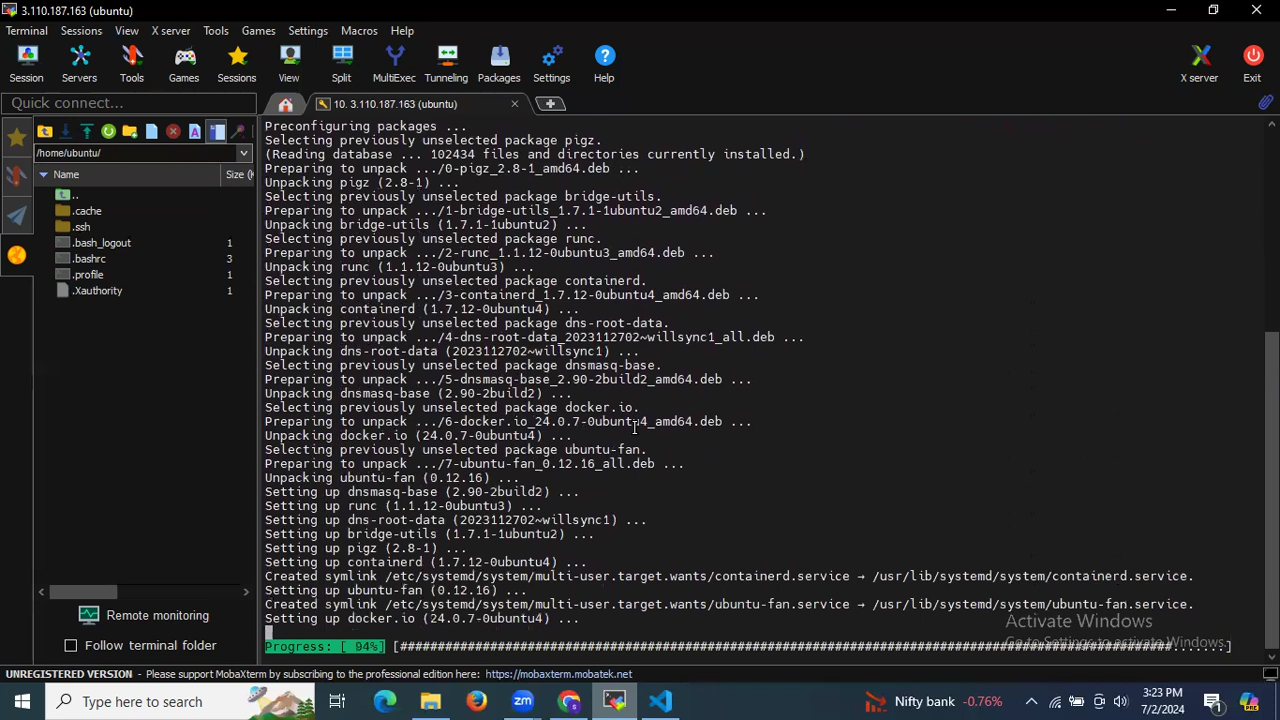 3.110.187.163 (ubuntu)
Terminal Sessions View X server Tools Games Settings Macros Help
Session Servers Tools Games Sessions View Split MultiExec Tunneling Packages Settings Help X server Exit
Quick connect...
10. 3.110.187.163 (ubuntu)
/home/ubuntu/
Name Size (K
..
.cache
.ssh
.bash_logout 1
.bashrc 3
.profile 1
.Xauthority 1
Remote monitoring
Follow terminal folder
Preconfiguring packages ...
Selecting previously unselected package pigz.
(Reading database ... 102434 files and directories currently installed.)
Preparing to unpack .../0-pigz_2.8-1_amd64.deb ...
Unpacking pigz (2.8-1) ...
Selecting previously unselected package bridge-utils.
Preparing to unpack .../1-bridge-utils_1.7.1-1ubuntu2_amd64.deb ...
Unpacking bridge-utils (1.7.1-1ubuntu2) ...
Selecting previously unselected package runc.
Preparing to unpack .../2-runc_1.1.12-0ubuntu3_amd64.deb ...
Unpacking runc (1.1.12-0ubuntu3) ...
Selecting previously unselected package containerd.
Preparing to unpack .../3-containerd_1.7.12-0ubuntu4_amd64.deb ...
Unpacking containerd (1.7.12-0ubuntu4) ...
Selecting previously unselected package dns-root-data.
Preparing to unpack .../4-dns-root-data_2023112702~willsync1_all.deb ...
Unpacking dns-root-data (2023112702~willsync1) ...
Selecting previously unselected package dnsmasq-base.
Preparing to unpack .../5-dnsmasq-base_2.90-2build2_amd64.deb ...
Unpacking dnsmasq-base (2.90-2build2) ...
Selecting previously unselected package docker.io.
Preparing to unpack .../6-docker.io_24.0.7-0ubuntu4_amd64.deb ...
Unpacking docker.io (24.0.7-0ubuntu4) ...
Selecting previously unselected package ubuntu-fan.
Preparing to unpack .../7-ubuntu-fan_0.12.16_all.deb ...
Unpacking ubuntu-fan (0.12.16) ...
Setting up dnsmasq-base (2.90-2build2) ...
Setting up runc (1.1.12-0ubuntu3) ...
Setting up dns-root-data (2023112702~willsync1) ...
Setting up bridge-utils (1.7.1-1ubuntu2) ...
Setting up pigz (2.8-1) ...
Setting up containerd (1.7.12-0ubuntu4) ...
Created symlink /etc/systemd/system/multi-user.target.wants/containerd.service → /usr/lib/systemd/system/containerd.service.
Setting up ubuntu-fan (0.12.16) ...
Created symlink /etc/systemd/system/multi-user.target.wants/ubuntu-fan.service → /usr/lib/systemd/system/ubuntu-fan.service.
Setting up docker.io (24.0.7-0ubuntu4) ...
Progress: [ 94%] [#######################################################################################################.......]
Activate Windows
Go to Settings to activate Windows.
UNREGISTERED VERSION - Please support MobaXterm by subscribing to the professional edition here: https://mobaxterm.mobatek.net
Type here to search
zm
Nifty bank -0.76%
3:23 PM
7/2/2024
1
PRE